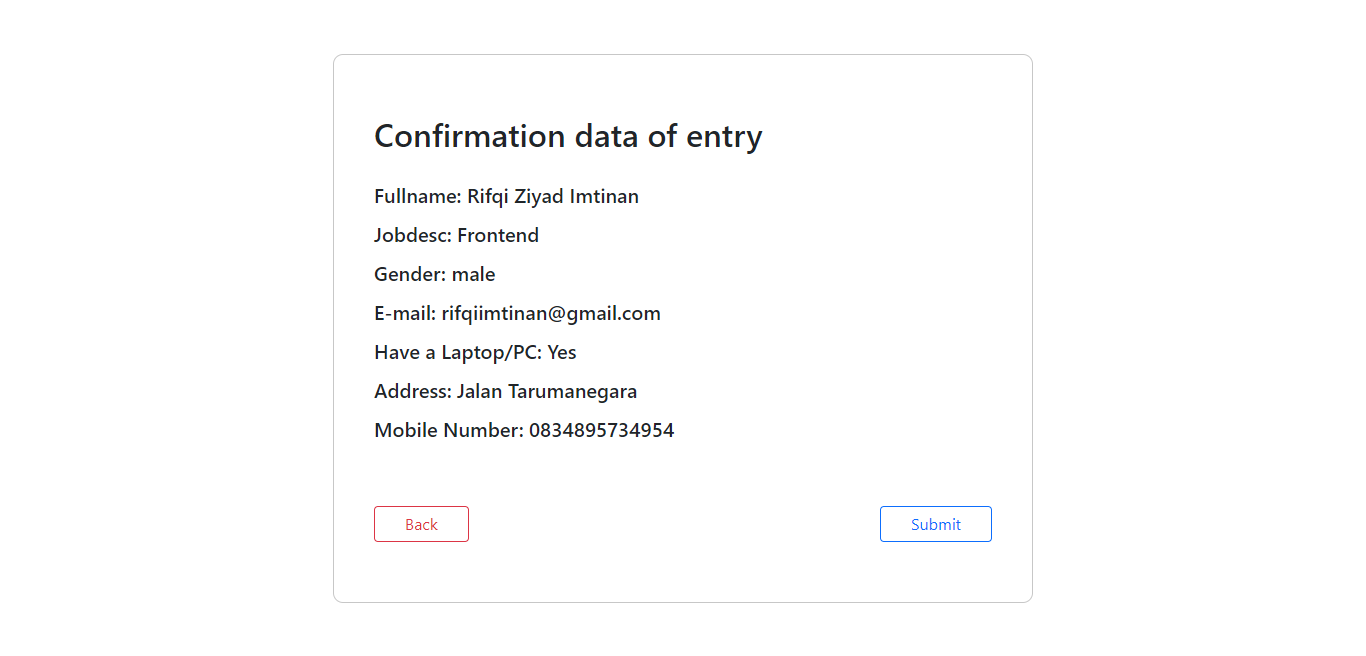 Confirmation data of entry
Fullname: Rifqi Ziyad Imtinan
Jobdesc: Frontend
Gender: male
E-mail: rifqiimtinan@gmail.com
Have a Laptop/PC: Yes
Address: Jalan Tarumanegara
Mobile Number: 0834895734954
Back
Submit